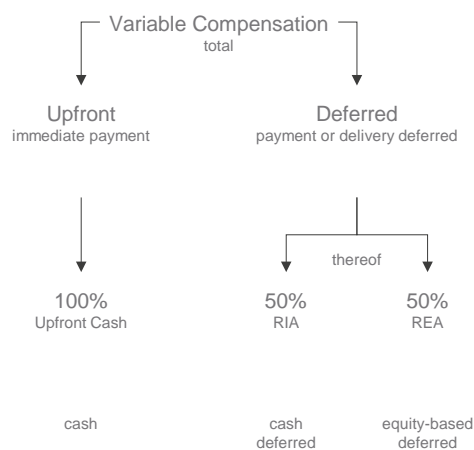 Variable Compensation
total
Upfront
immediate payment
Deferred
payment or delivery deferred
thereof
100%
Upfront Cash
50%
RIA
50%
REA
cash
cash
deferred
equity-based
deferred